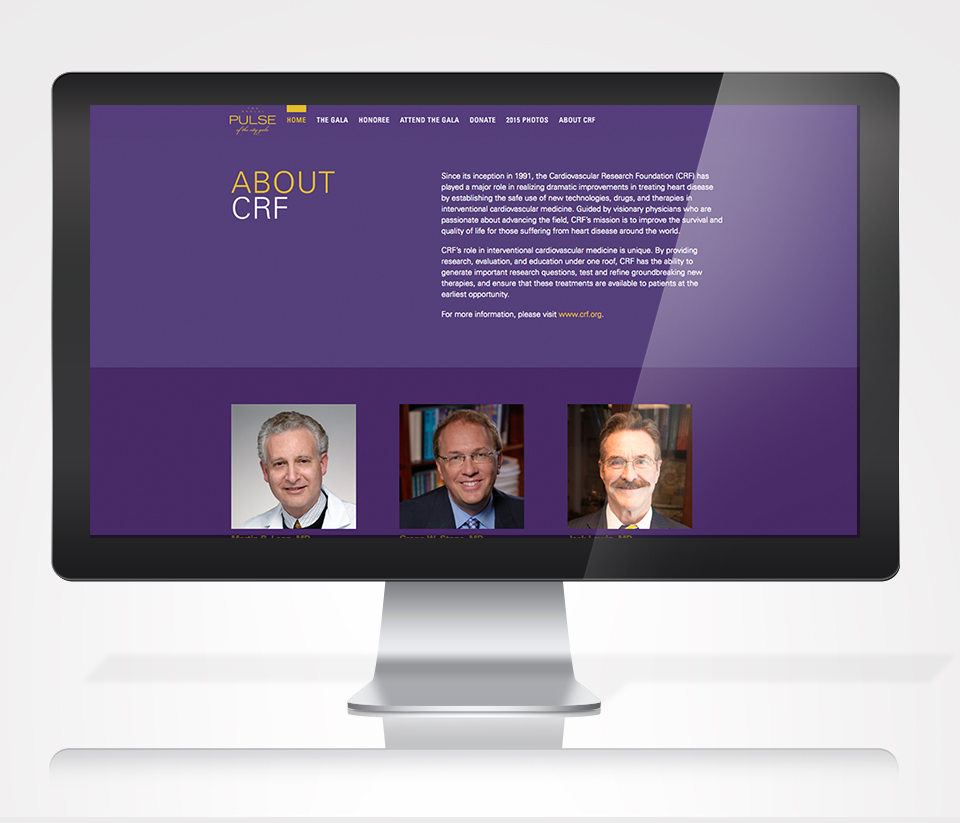 PULSE
of the city gala
HOME THE GALA HONOREE ATTEND THE GALA DONATE 2015 PHOTOS ABOUT CRF
ABOUT
CRF
Since its inception in 1991, the Cardiovascular Research Foundation (CRF) has
played a major role in realizing dramatic improvements in treating heart disease
by establishing the safe use of new technologies, drugs, and therapies in
interventional cardiovascular medicine. Guided by visionary physicians who are
passionate about advancing the field, CRF's mission is to improve the survival and
quality of life for those suffering from heart disease around the world.
CRF's role in interventional cardiovascular medicine is unique. By providing
research, evaluation, and education under one roof, CRF has the ability to
generate important research questions, test and refine groundbreaking new
therapies, and ensure that these treatments are available to patients at the
earliest opportunity.
For more information, please visit www.crf.org.